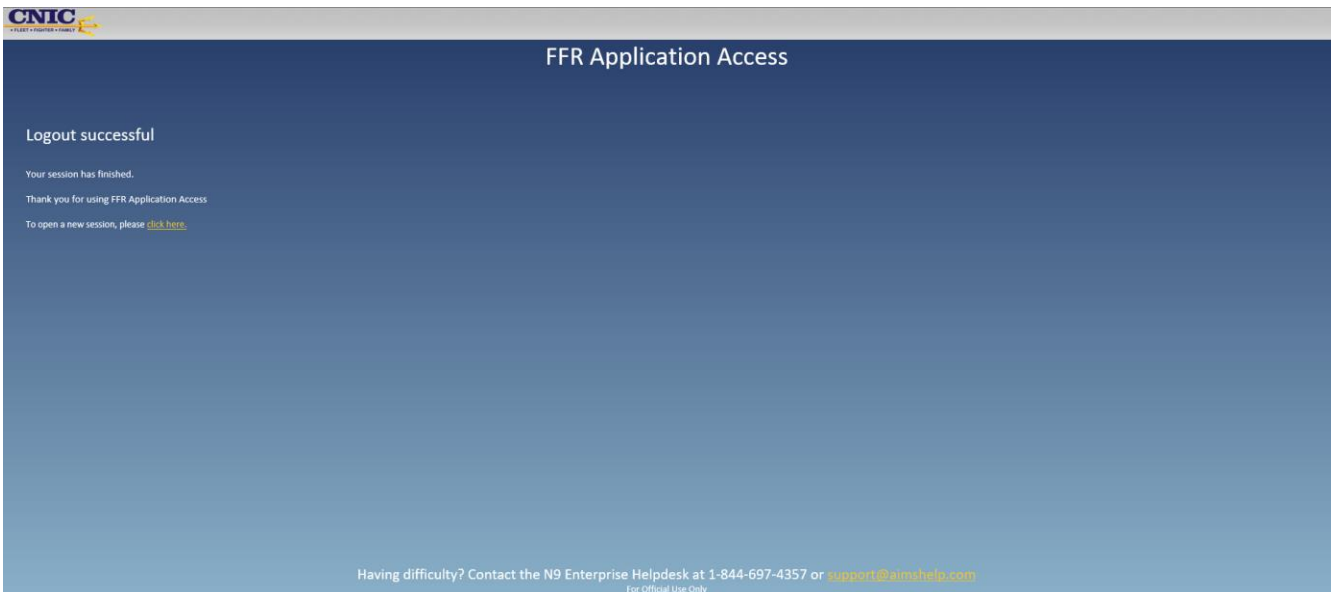 CNIC
• FLEET • FIGHTER • FAMILY
FFR Application Access
Logout successful
Your session has finished.
Thank you for using FFR Application Access
To open a new session, please click here.
Having difficulty? Contact the N9 Enterprise Helpdesk at 1-844-697-4357 or support@aimshelp.com
For Official Use Only